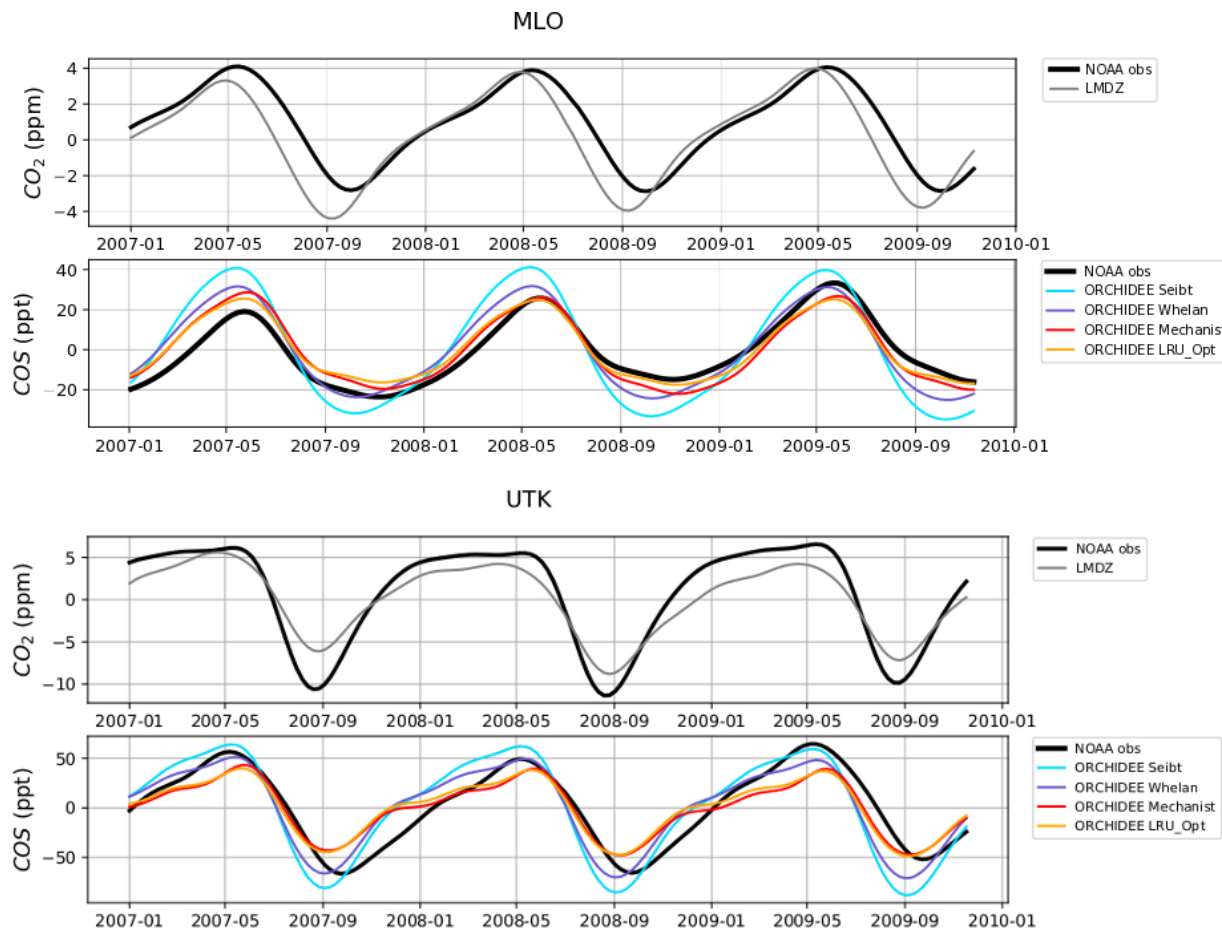 MLO
CO2 (ppm)
4
2
0
−2
−4
2007-01 2007-05 2007-09 2008-01 2008-05 2008-09 2009-01 2009-05 2009-09 2010-01
NOAA obs
LMDZ
COS (ppt)
40
20
0
−20
2007-01 2007-05 2007-09 2008-01 2008-05 2008-09 2009-01 2009-05 2009-09 2010-01
NOAA obs
ORCHIDEE Seibt
ORCHIDEE Whelan
ORCHIDEE Mechanist
ORCHIDEE LRU_Opt
UTK
CO2 (ppm)
5
0
−5
−10
2007-01 2007-05 2007-09 2008-01 2008-05 2008-09 2009-01 2009-05 2009-09 2010-01
NOAA obs
LMDZ
COS (ppt)
50
0
−50
2007-01 2007-05 2007-09 2008-01 2008-05 2008-09 2009-01 2009-05 2009-09 2010-01
NOAA obs
ORCHIDEE Seibt
ORCHIDEE Whelan
ORCHIDEE Mechanist
ORCHIDEE LRU_Opt